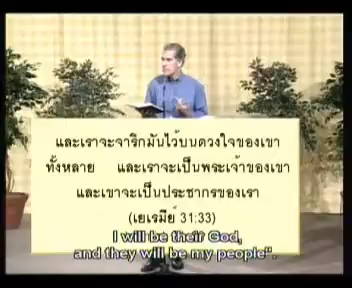 และเราจะจารึกมันไว้บนดวงใจของเขา
ทั้งหลาย และเราจะเป็นพระเจ้าของเขา
และเขาจะเป็นประชากรของเรา
(เยเรมีย์ 31:33)
I will be their God,
and they will be my people".